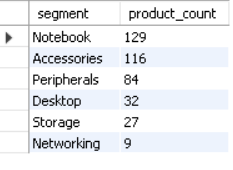 segment product_count
Notebook 129
Accessories 116
Peripherals 84
Desktop 32
Storage 27
Networking 9